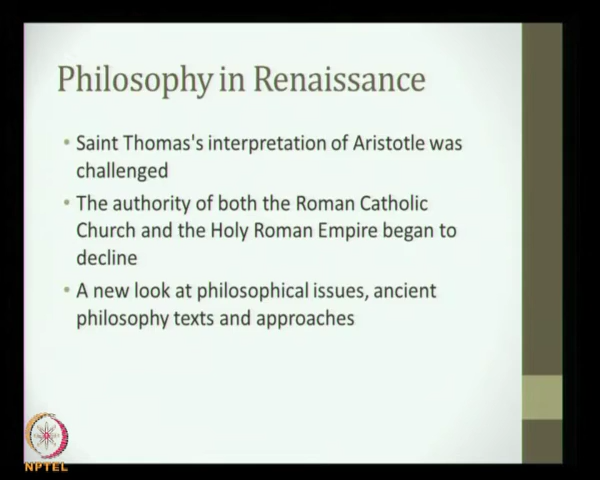 Philosophy in Renaissance
• Saint Thomas's interpretation of Aristotle was
challenged
• The authority of both the Roman Catholic
Church and the Holy Roman Empire began to
decline
• A new look at philosophical issues, ancient
philosophy texts and approaches
NPTEL